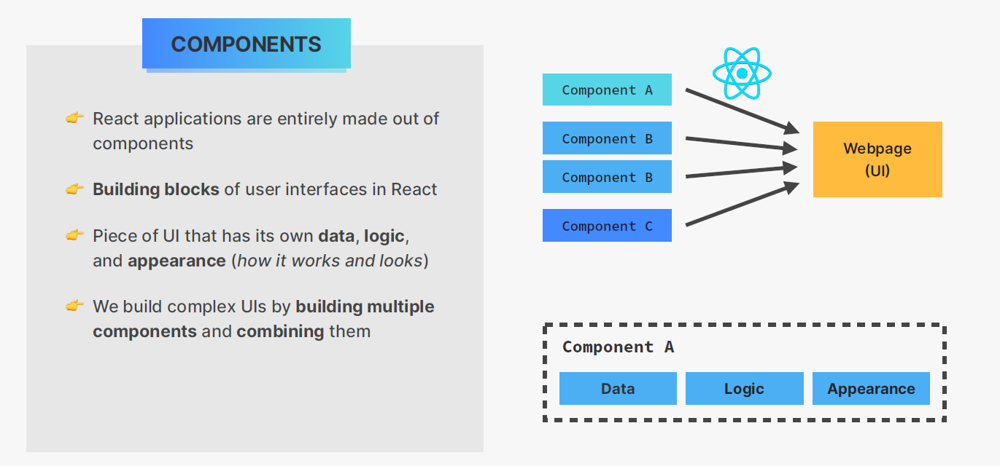 COMPONENTS
👉 React applications are entirely made out of
components
👉 Building blocks of user interfaces in React
👉 Piece of UI that has its own data, logic,
and appearance (how it works and looks)
👉 We build complex UIs by building multiple
components and combining them
Component A
Component B
Component B
Component C
Webpage
(UI)
Component A
Data
Logic
Appearance